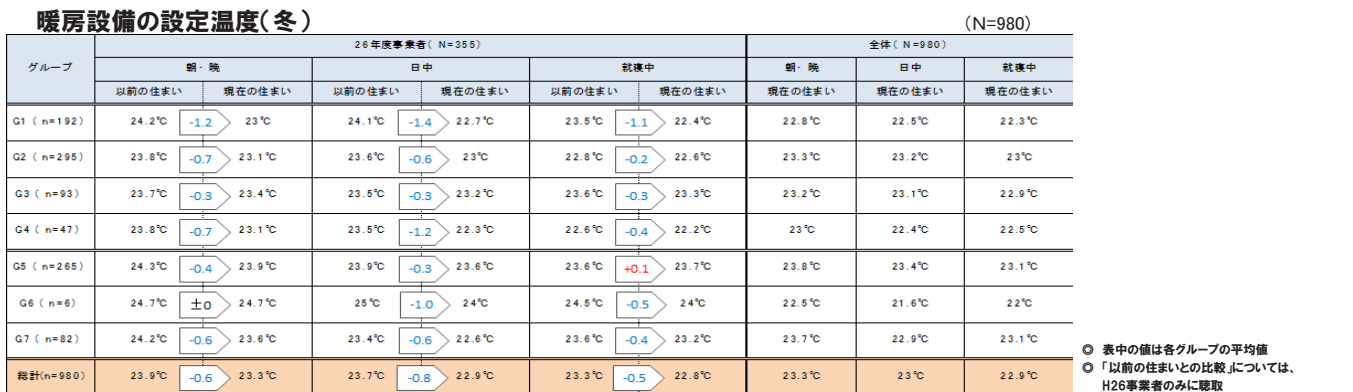 暖房設備の設定温度(冬) (N=980)
グループ 26年度事業者( N=355) 全体( N=980)
朝・晩 日中 就寝中 朝・晩 日中 就寝中
以前の住まい 現在の住まい 以前の住まい 現在の住まい 以前の住まい 現在の住まい 現在の住まい 現在の住まい 現在の住まい
G1 ( n=192) 24.2℃ -1.2 23℃ 24.1℃ -1.4 22.7℃ 23.5℃ -1.1 22.4℃ 22.8℃ 22.5℃ 22.3℃
G2 ( n=295) 23.8℃ -0.7 23.1℃ 23.6℃ -0.6 23℃ 22.8℃ -0.2 22.6℃ 23.3℃ 23.2℃ 23℃
G3 ( n=93) 23.7℃ -0.3 23.4℃ 23.5℃ -0.3 23.2℃ 23.6℃ -0.3 23.3℃ 23.2℃ 23.1℃ 22.9℃
G4 ( n=47) 23.8℃ -0.7 23.1℃ 23.5℃ -1.2 22.3℃ 22.6℃ -0.4 22.2℃ 23℃ 22.4℃ 22.5℃
G5 ( n=265) 24.3℃ -0.4 23.9℃ 23.9℃ -0.3 23.6℃ 23.6℃ +0.1 23.7℃ 23.8℃ 23.4℃ 23.1℃
G6 ( n=6) 24.7℃ ±0 24.7℃ 25℃ -1.0 24℃ 24.5℃ -0.5 24℃ 22.5℃ 21.6℃ 22℃
G7 ( n=82) 24.2℃ -0.6 23.6℃ 23.4℃ -0.6 22.6℃ 23.6℃ -0.4 23.2℃ 23.7℃ 22.9℃ 23.1℃
総計(n=980) 23.9℃ -0.6 23.3℃ 23.7℃ -0.8 22.9℃ 23.3℃ -0.5 22.8℃ 23.3℃ 23℃ 22.9℃
◎ 表中の値は各グループの平均値
◎ 「以前の住まいとの比較」については、
H26事業者のみに聴取